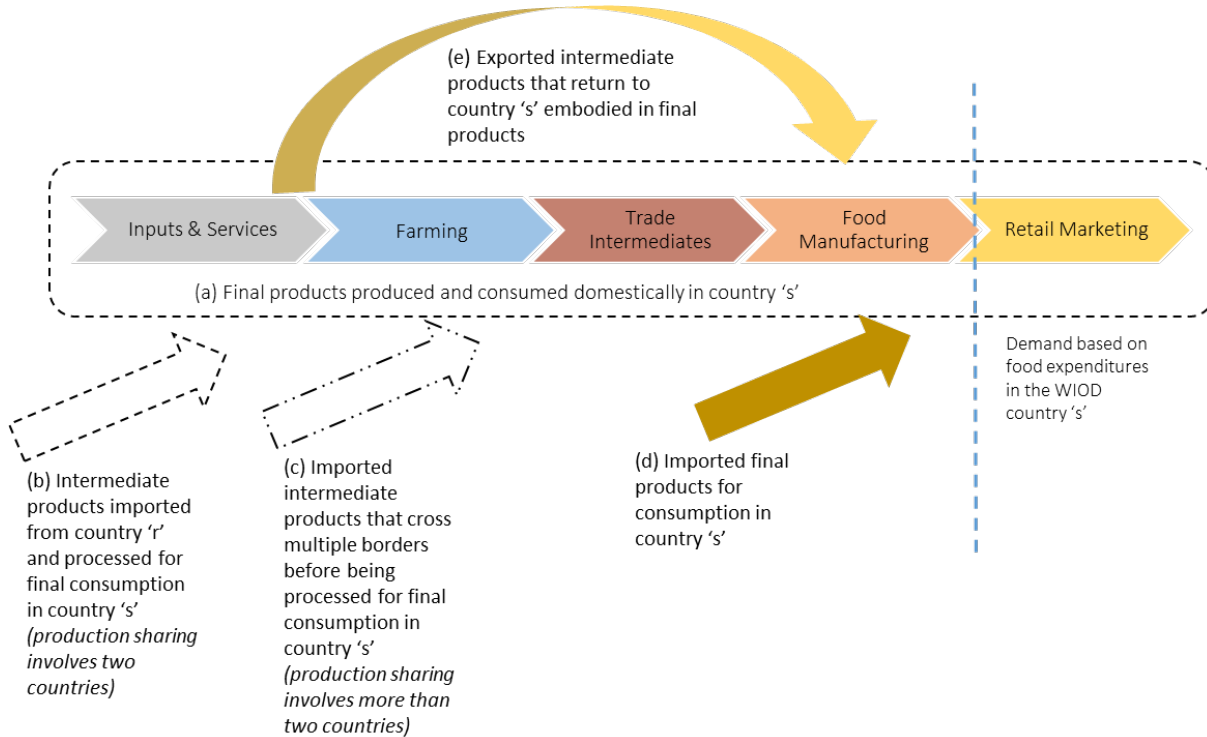 (e) Exported intermediate
products that return to
country ‘s’ embodied in final
products
Inputs & Services
Farming
Trade
Intermediates
Food
Manufacturing
Retail Marketing
(a) Final products produced and consumed domestically in country ‘s’
(b) Intermediate
products imported
from country ‘r’
and processed for
final consumption
in country ‘s’
(production sharing
involves two
countries)
(c) Imported
intermediate
products that cross
multiple borders
before being
processed for final
consumption in
country ‘s’
(production sharing
involves more than
two countries)
(d) Imported final
products for
consumption in
country ‘s’
Demand based on
food expenditures
in the WIOD
country ‘s’